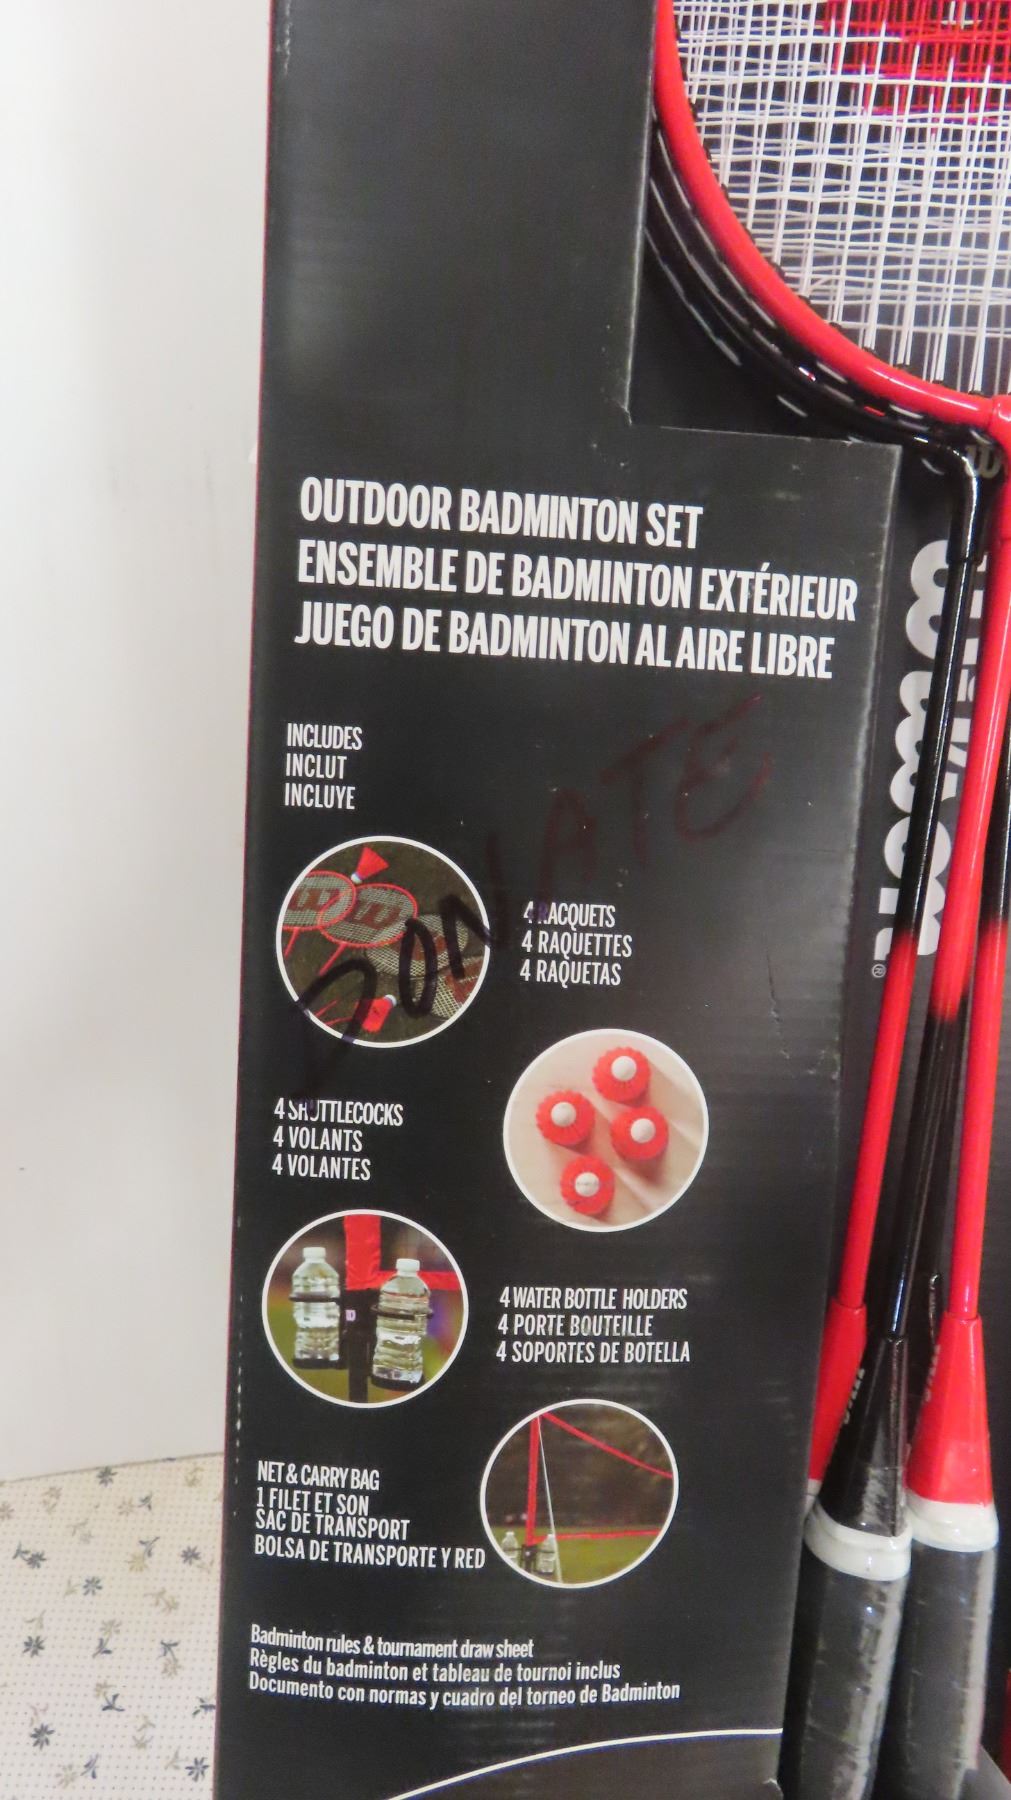 OUTDOOR BADMINTON SET
ENSEMBLE DE BADMINTON EXTÉRIEUR
JUEGO DE BADMINTON AL AIRE LIBRE
Wilson®
INCLUDES
INCLUT
INCLUYE
DONATE
4 RACQUETS
4 RAQUETTES
4 RAQUETAS
4 SHUTTLECOCKS
4 VOLANTS
4 VOLANTES
4 WATER BOTTLE HOLDERS
4 PORTE BOUTEILLE
4 SOPORTES DE BOTELLA
NET & CARRY BAG
1 FILET ET SON
SAC DE TRANSPORT
BOLSA DE TRANSPORTE Y RED
Badminton rules & tournament draw sheet
Règles du badminton et tableau de tournoi inclus
Documento con normas y cuadro del torneo de Badminton